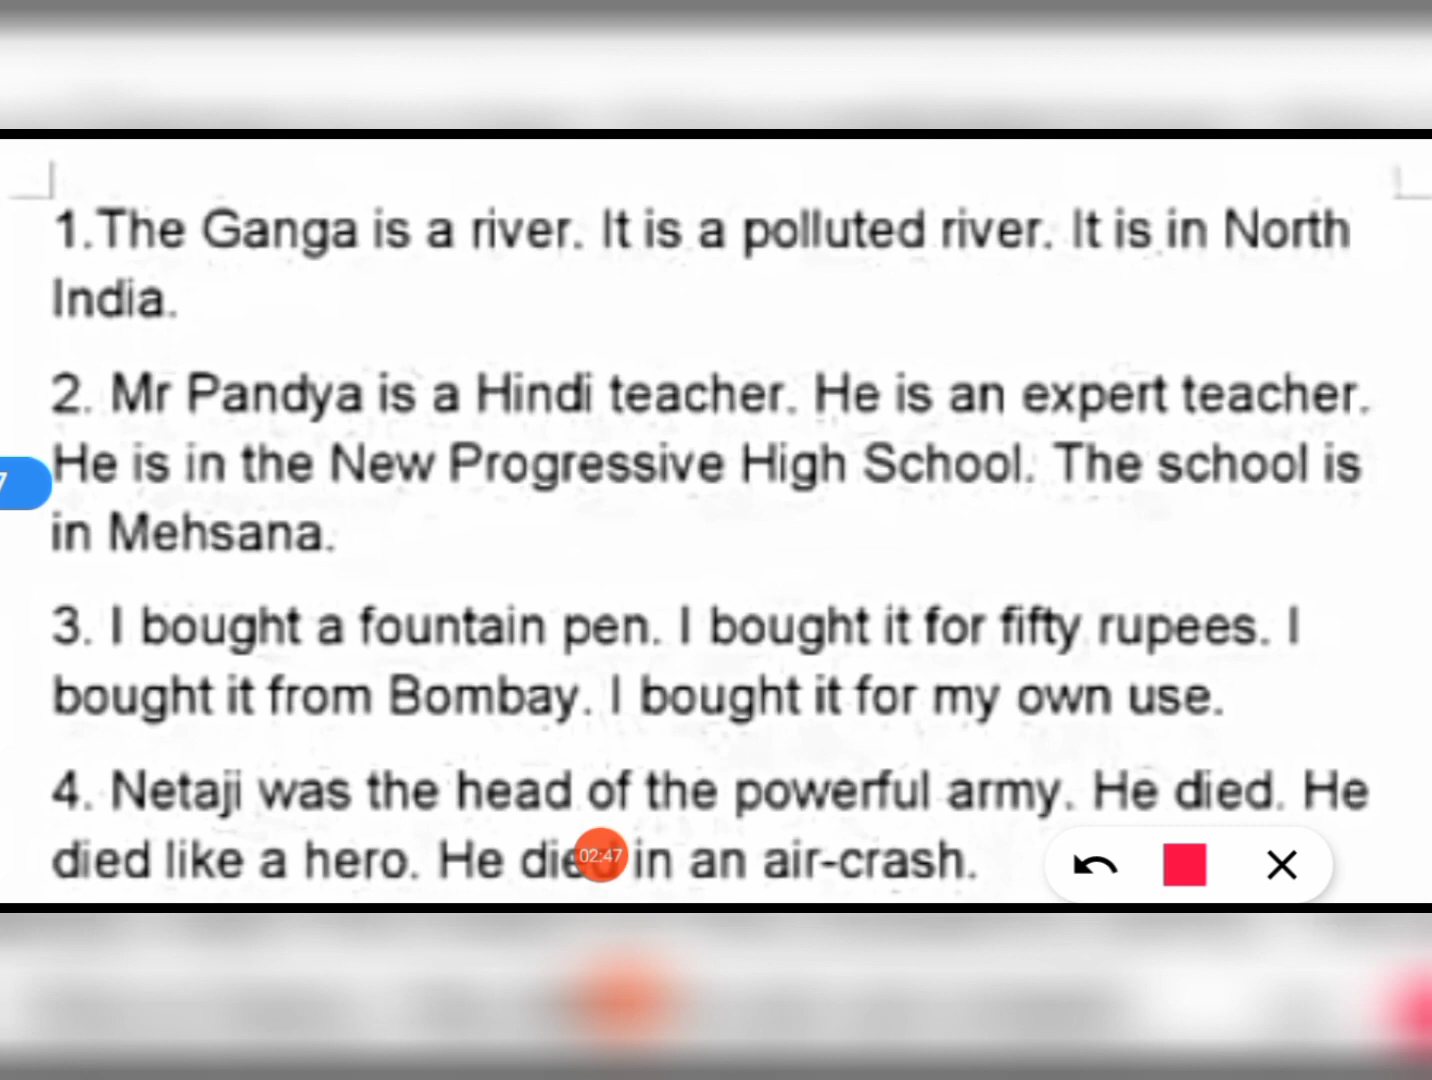 1.The Ganga is a river. It is a polluted river. It is in North
India.
2. Mr Pandya is a Hindi teacher. He is an expert teacher.
7
He is in the New Progressive High School. The school is
in Mehsana.
3. I bought a fountain pen. I bought it for fifty rupees. I
bought it from Bombay. I bought it for my own use.
4. Netaji was the head of the powerful army. He died. He
died like a hero. He died in an air-crash.
02:47